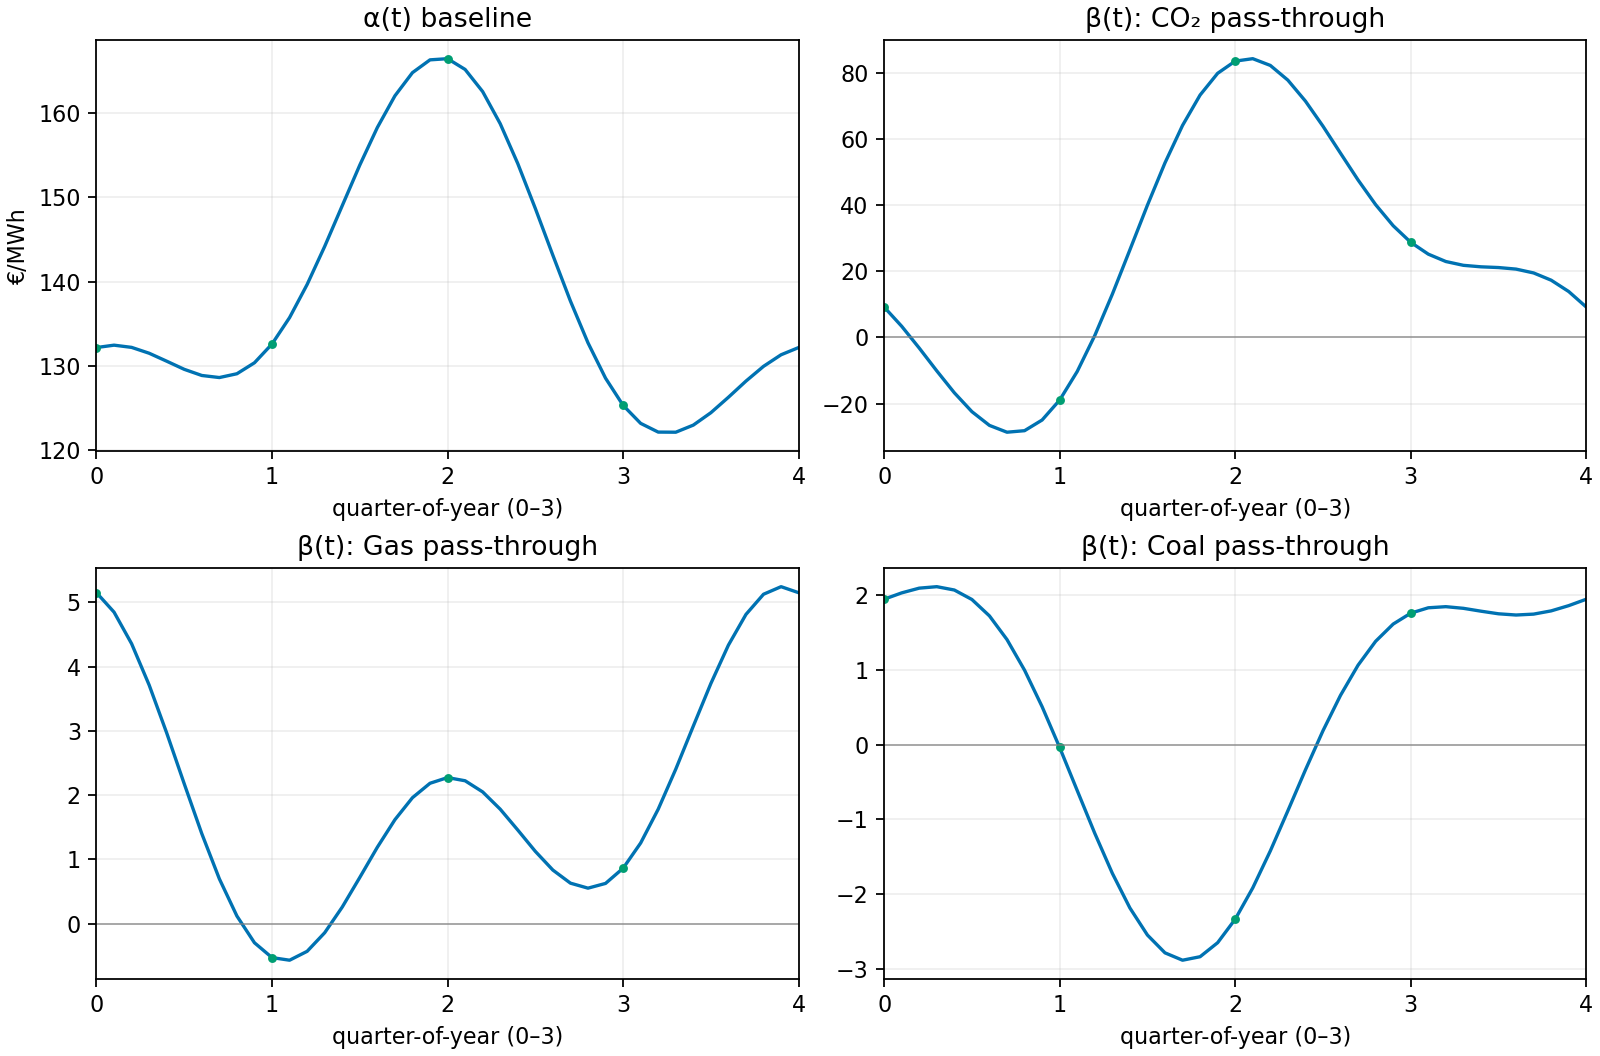 α(t) baseline
€/MWh
160
150
140
130
120
0 1 2 3 4
quarter-of-year (0–3)
β(t): CO₂ pass-through
80
60
40
20
0
−20
0 1 2 3 4
quarter-of-year (0–3)
β(t): Gas pass-through
5
4
3
2
1
0
0 1 2 3 4
quarter-of-year (0–3)
β(t): Coal pass-through
2
1
0
−1
−2
−3
0 1 2 3 4
quarter-of-year (0–3)